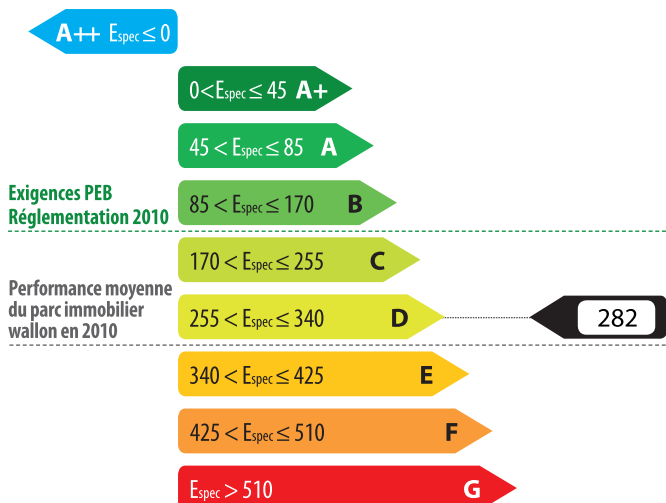 A++ Espec ≤ 0
0 < Espec ≤ 45 A+
45 < Espec ≤ 85 A
Exigences PEB
Réglementation 2010
85 < Espec ≤ 170 B
170 < Espec ≤ 255 C
Performance moyenne
du parc immobilier
wallon en 2010
255 < Espec ≤ 340 D
282
340 < Espec ≤ 425 E
425 < Espec ≤ 510 F
Espec > 510 G